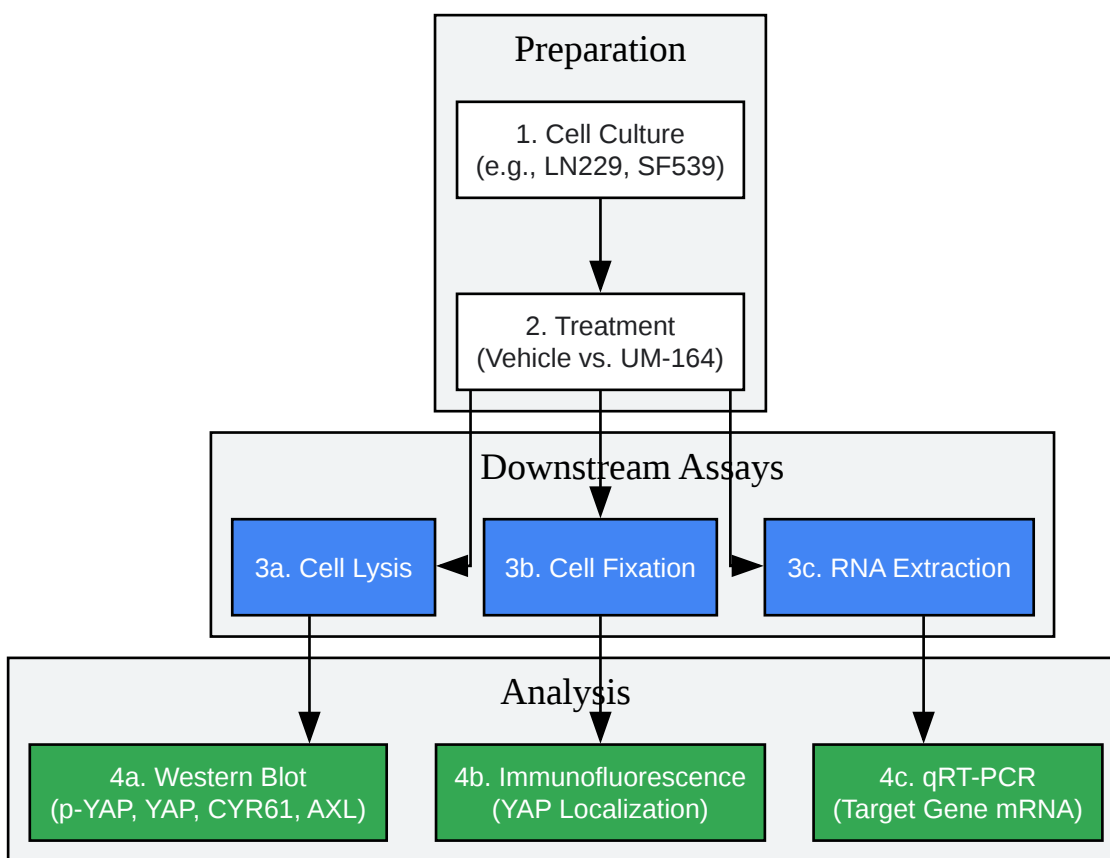 Preparation
1. Cell Culture
(e.g., LN229, SF539)
2. Treatment
(Vehicle vs. UM-164)
Downstream Assays
3a. Cell Lysis
3b. Cell Fixation
3c. RNA Extraction
Analysis
4a. Western Blot
(p-YAP, YAP, CYR61, AXL)
4b. Immunofluorescence
(YAP Localization)
4c. qRT-PCR
(Target Gene mRNA)